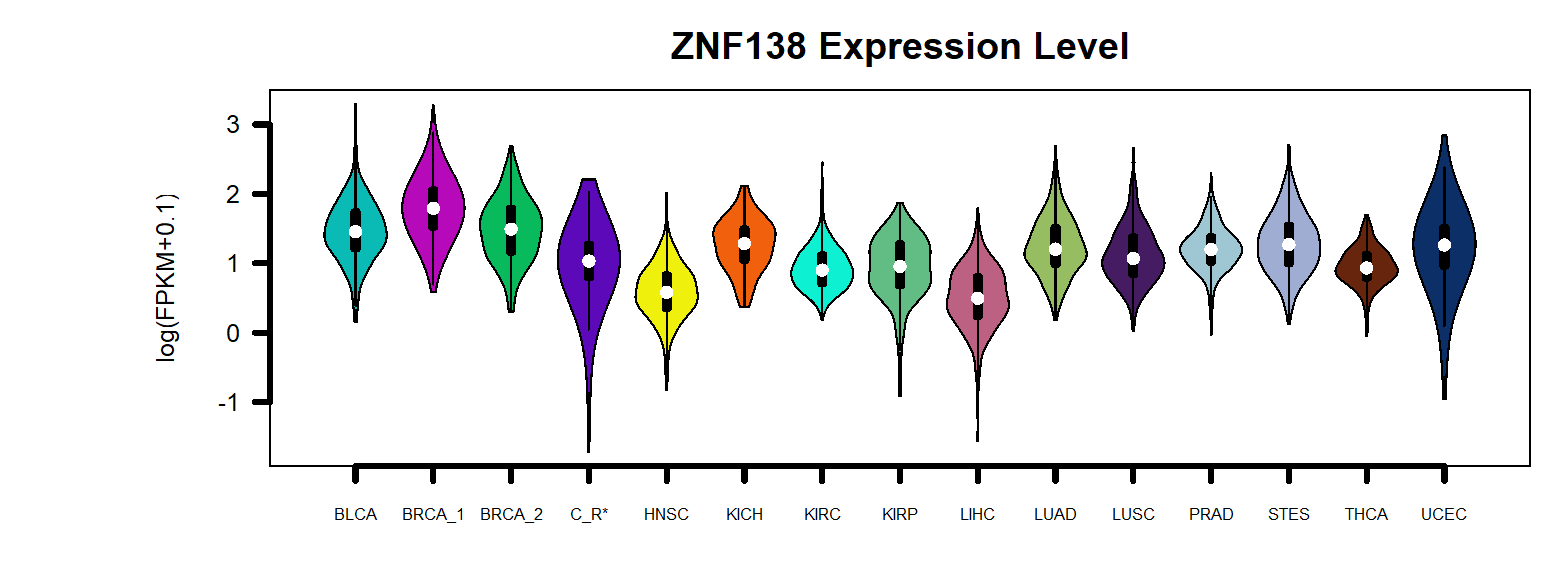 ZNF138 Expression Level
log(FPKM+0.1)
3
2
1
0
-1
BLCA BRCA_1 BRCA_2 C_R* HNSC KICH KIRC KIRP LIHC LUAD LUSC PRAD STES THCA UCEC